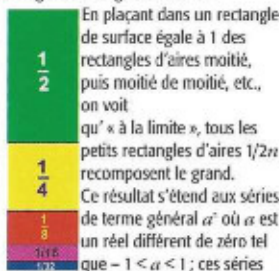 En plaçant dans un rectangle
de surface égale à 1 des
rectangles d'aires moitié,
puis moitié de moitié, etc.,
on voit
qu' « à la limite », tous les
petits rectangles d'aires 1/2n
recomposent le grand.
Ce résultat s'étend aux séries
de terme général aⁿ où a est
un réel différent de zéro tel
que – 1 < a < 1 ; ces séries
1/2
1/4
1/8
1/16
1/32